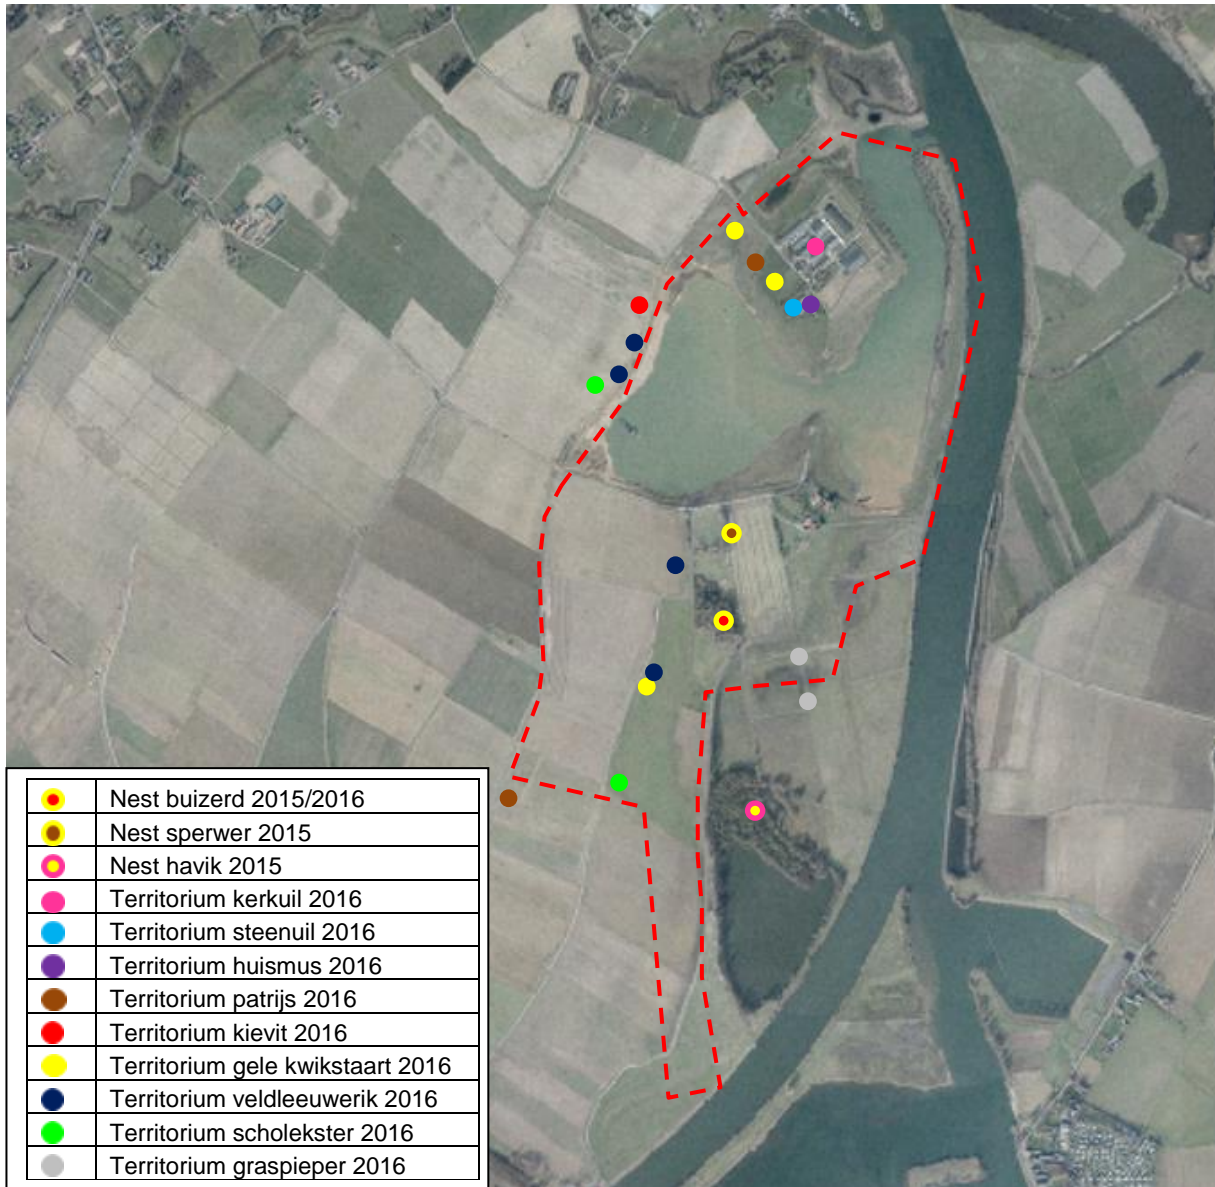 Nest buizerd 2015/2016
Nest sperwer 2015
Nest havik 2015
Territorium kerkuil 2016
Territorium steenuil 2016
Territorium huismus 2016
Territorium patrijs 2016
Territorium kievit 2016
Territorium gele kwikstaart 2016
Territorium veldleeuwerik 2016
Territorium scholekster 2016
Territorium graspieper 2016